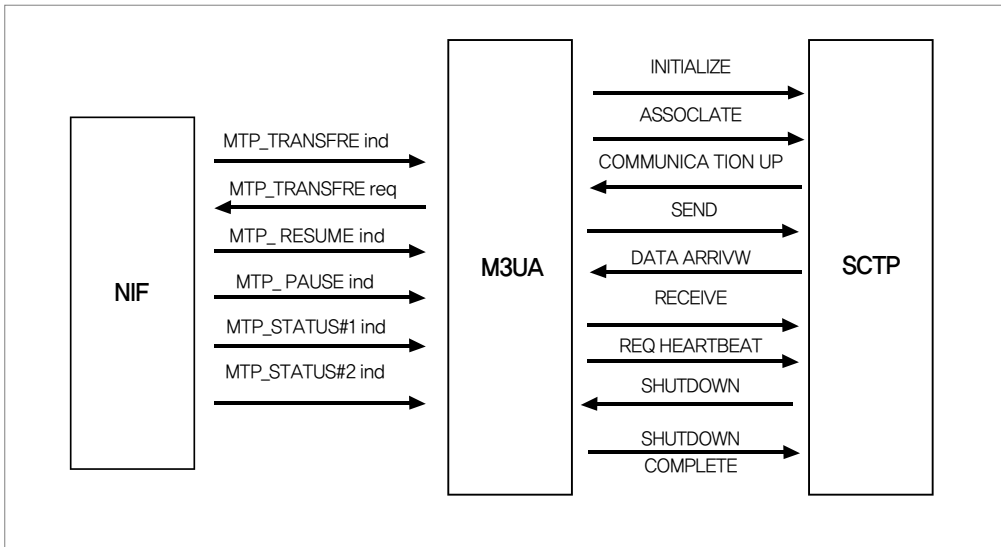 NIF
MTP_TRANSFRE ind
MTP_TRANSFRE req
MTP_ RESUME ind
MTP_ PAUSE ind
MTP_STATUS#1 ind
MTP_STATUS#2 ind
M3UA
INITIALIZE
ASSOCLATE
COMMUNICA TION UP
SEND
DATA ARRIVW
RECEIVE
REQ HEARTBEAT
SHUTDOWN
SHUTDOWN
COMPLETE
SCTP